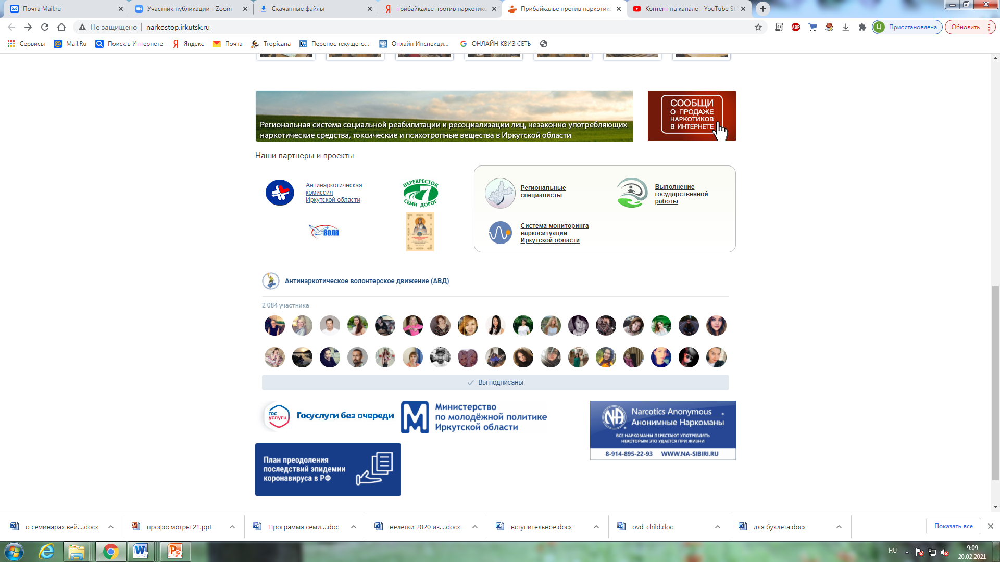 Почта Mail.ru
Участник публикации - Zoom
Скачанные файлы
прибайкалье против наркотико
Прибайкалье против наркотико
Контент на канале - YouTube St
Не защищено
narkostop.irkutsk.ru
ABP
Ц
Приостановлена
Обновить
Сервисы
Mail.Ru
Поиск в Интернете
Яндекс
Почта
Tropicana
Перенос текущего...
Онлайн Инспекци...
ОНЛАЙН КВИЗ СЕТЬ
Региональная система социальной реабилитации и ресоциализации лиц, незаконно употребляющих
наркотические средства, токсические и психотропные вещества в Иркутской области
СООБЩИ
О ПРОДАЖЕ
НАРКОТИКОВ
В ИНТЕРНЕТЕ
Наши партнеры и проекты
Антинаркотическая
комиссия
Иркутской области
ПЕРЕКРЕСТОК
7
СЕМИ ДОРОГ
ВОЛЯ
Региональные
специалисты
Выполнение
государственной
работы
Система мониторинга
наркоситуации
Иркутской области
Антинаркотическое волонтерское движение (АВД)
2 084 участника
Вы подписаны
гос
услуги
Госуслуги без очереди
Министерство
по молодёжной политике
Иркутской области
NA
Narcotics Anonymous
Анонимные Наркоманы
ВСЕ НАРКОМАНЫ ПЕРЕСТАЮТ УПОТРЕБЛЯТЬ
НЕКОТОРЫМ ЭТО УДАЕТСЯ ПРИ ЖИЗНИ
8-914-895-22-93 WWW.NA-SIBIRI.RU
План преодоления
последствий эпидемии
коронавируса в РФ
о семинарах вей....docx
профосмотры 21.ppt
Программа семи....doc
нелетки 2020 из....docx
вступительное.docx
ovd_child.doc
для буклета.docx
Показать все
RU
9:09
20.02.2021